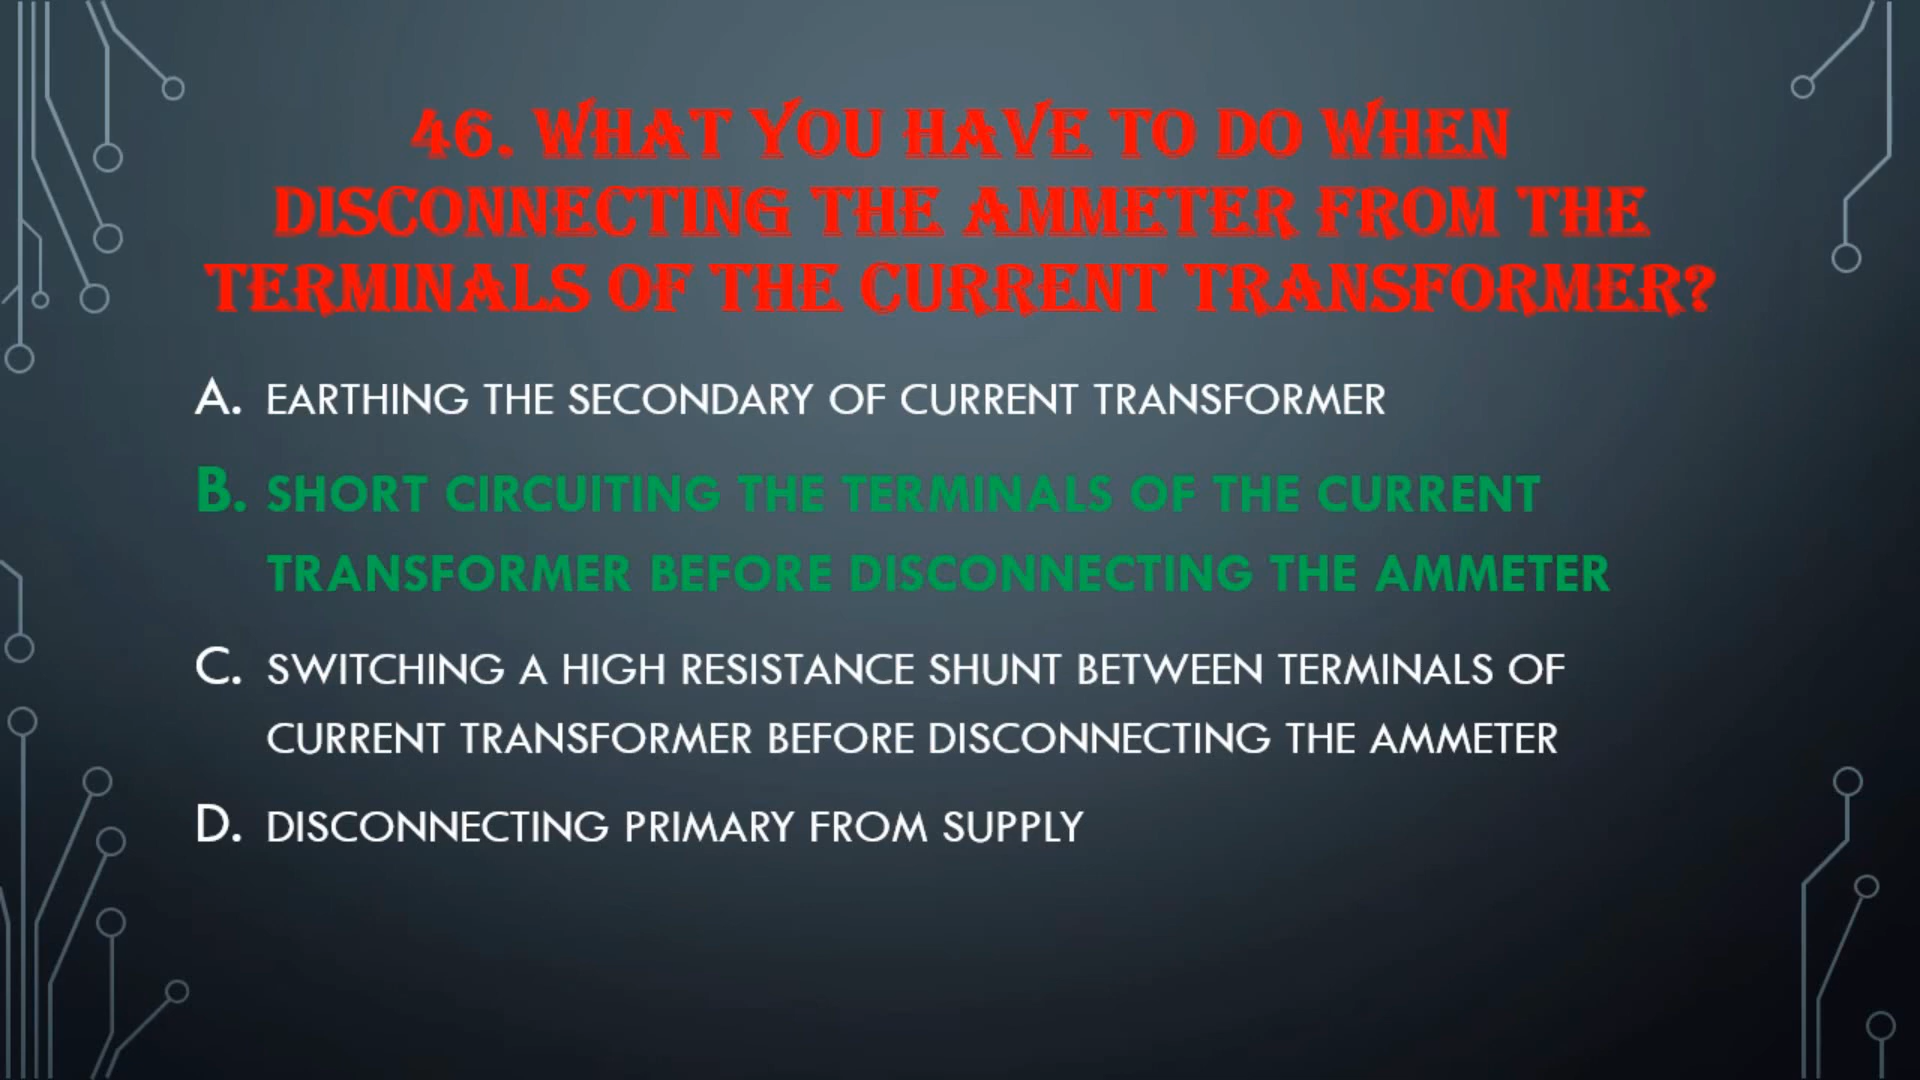 46. WHAT YOU HAVE TO DO WHEN
DISCONNECTING THE AMMETER FROM THE
TERMINALS OF THE CURRENT TRANSFORMER?
A. EARTHING THE SECONDARY OF CURRENT TRANSFORMER
B. SHORT CIRCUITING THE TERMINALS OF THE CURRENT
TRANSFORMER BEFORE DISCONNECTING THE AMMETER
C. SWITCHING A HIGH RESISTANCE SHUNT BETWEEN TERMINALS OF
CURRENT TRANSFORMER BEFORE DISCONNECTING THE AMMETER
D. DISCONNECTING PRIMARY FROM SUPPLY